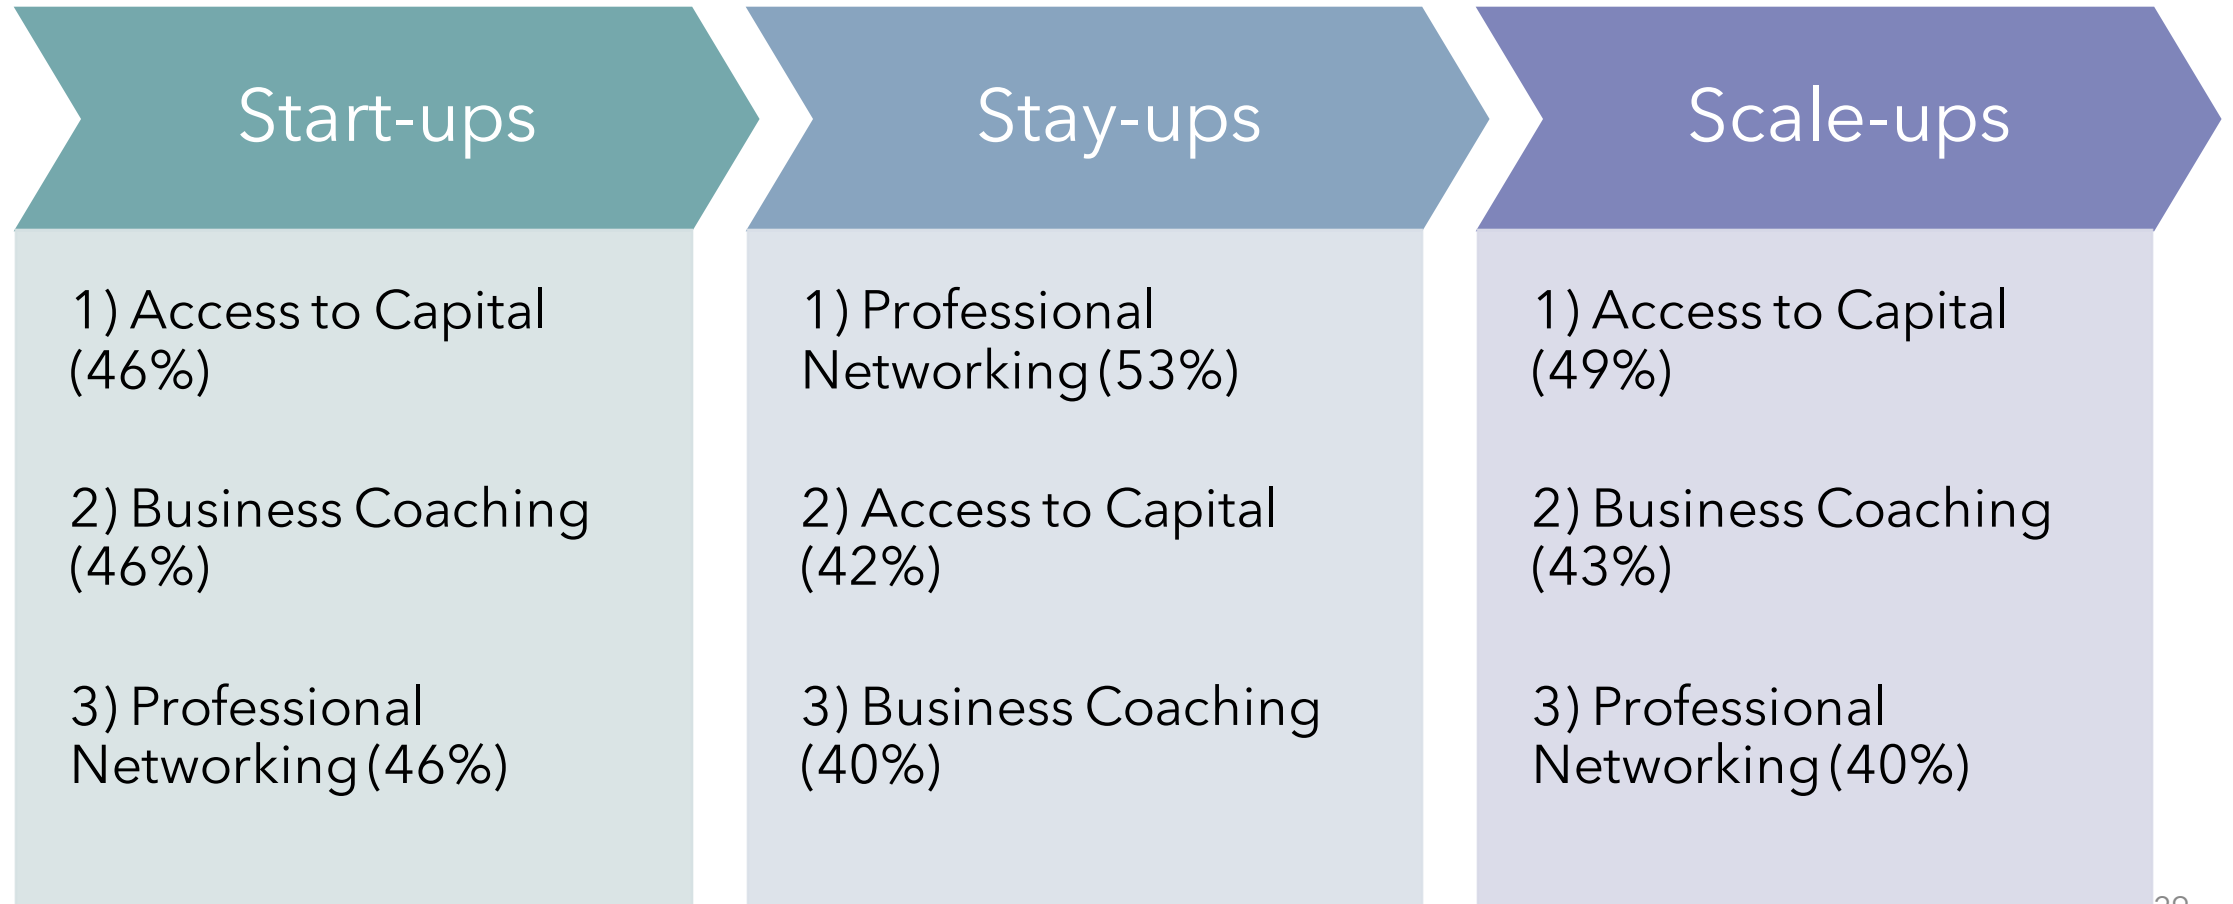 Start-ups
1) Access to Capital
(46%)
2) Business Coaching
(46%)
3) Professional
Networking (46%)
Stay-ups
1) Professional
Networking (53%)
2) Access to Capital
(42%)
3) Business Coaching
(40%)
Scale-ups
1) Access to Capital
(49%)
2) Business Coaching
(43%)
3) Professional
Networking (40%)